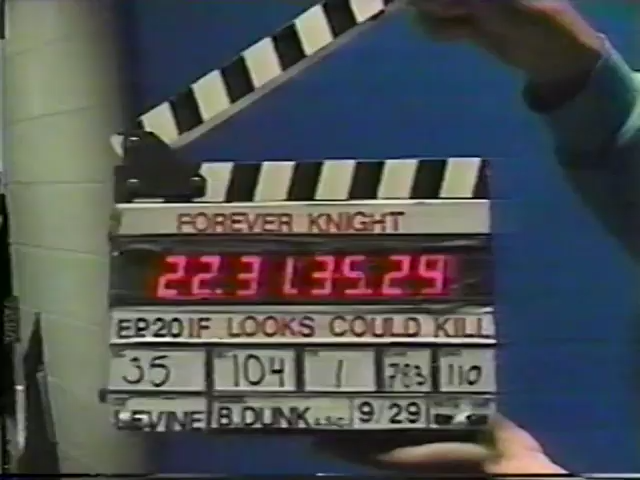 FOREVER KNIGHT
22.31.35.29
EP20 IF LOOKS COULD KILL
35 104 1 783 110
LEVINE B.DUNK A.S.C. 9/29